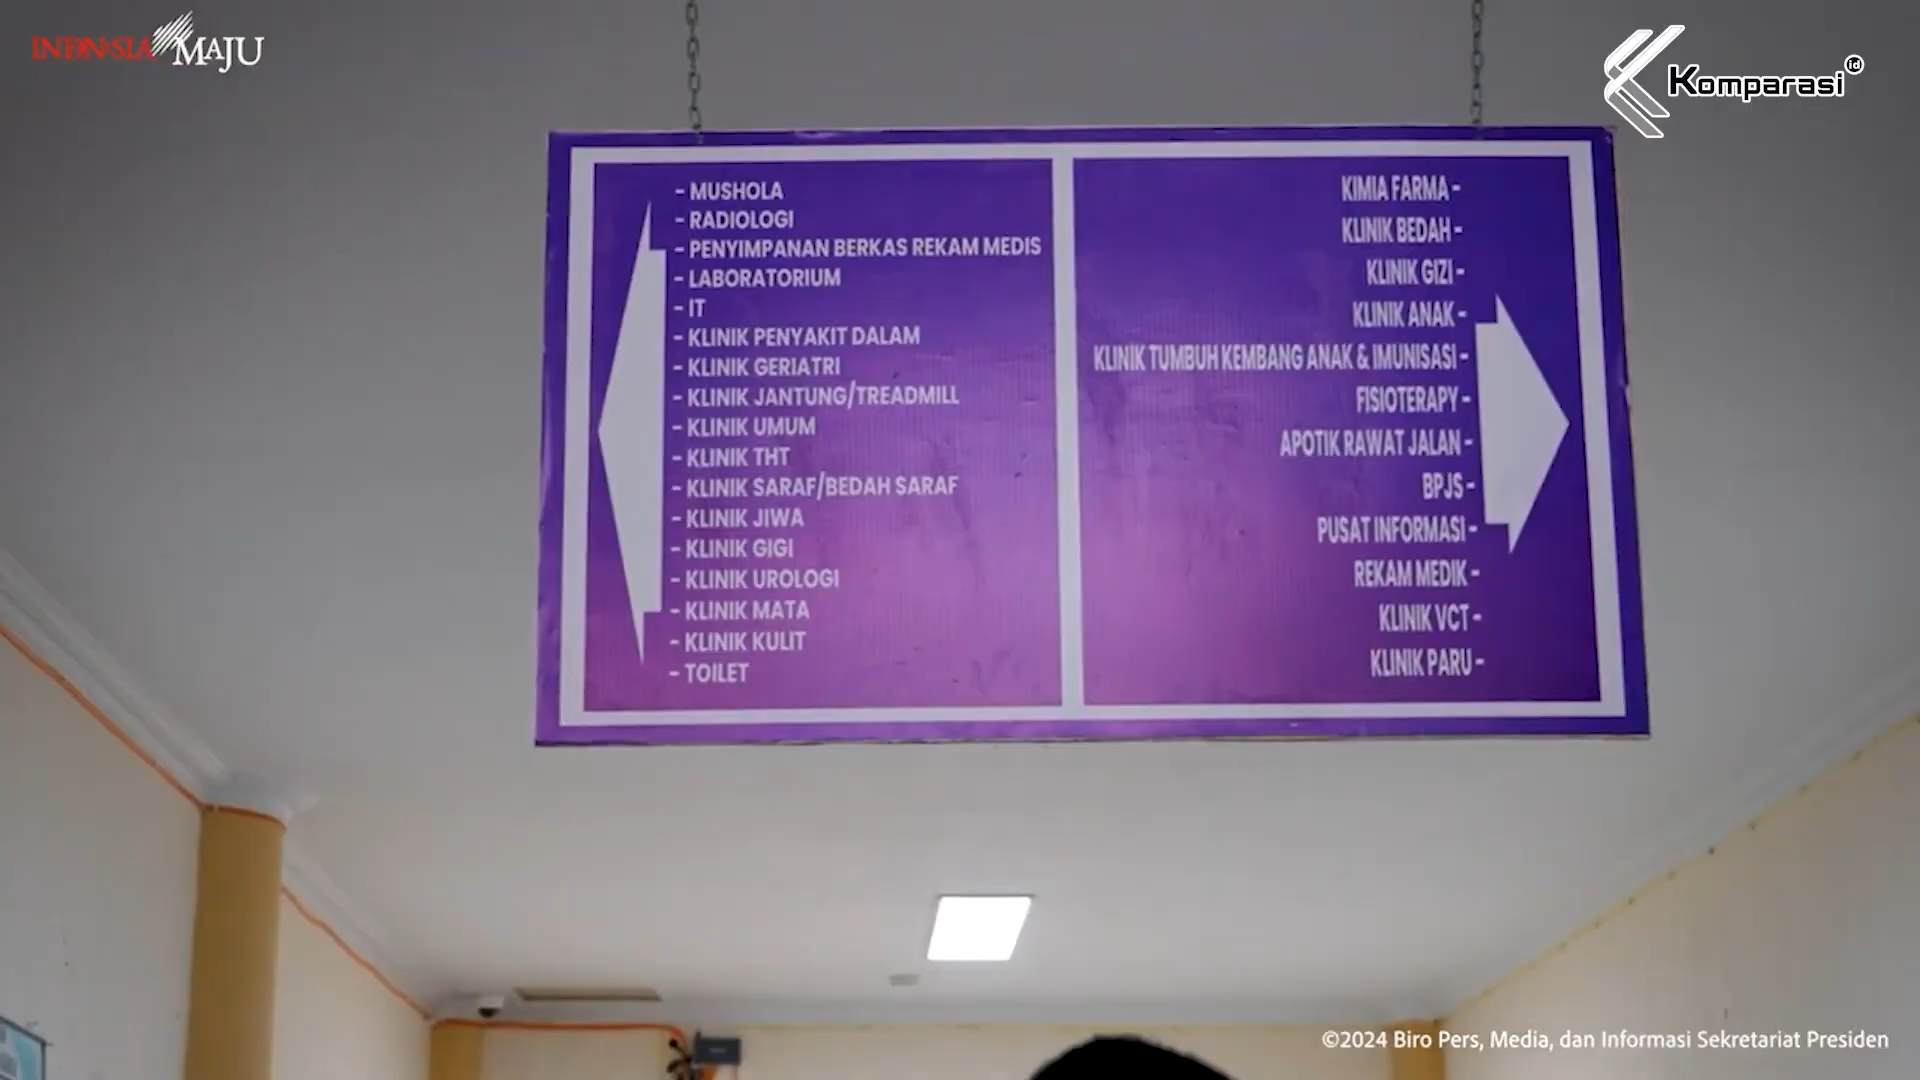 INDONESIA MAJU
Komparasi id
- MUSHOLA
- RADIOLOGI
- PENYIMPANAN BERKAS REKAM MEDIS
- LABORATORIUM
- IT
- KLINIK PENYAKIT DALAM
- KLINIK GERIATRI
- KLINIK JANTUNG/TREADMILL
- KLINIK UMUM
- KLINIK THT
- KLINIK SARAF/BEDAH SARAF
- KLINIK JIWA
- KLINIK GIGI
- KLINIK UROLOGI
- KLINIK MATA
- KLINIK KULIT
- TOILET
KIMIA FARMA -
KLINIK BEDAH -
KLINIK GIZI -
KLINIK ANAK -
KLINIK TUMBUH KEMBANG ANAK & IMUNISASI -
FISIOTERAPY -
APOTIK RAWAT JALAN -
BPJS -
PUSAT INFORMASI -
REKAM MEDIK -
KLINIK VCT -
KLINIK PARU -
©2024 Biro Pers, Media, dan Informasi Sekretariat Presiden